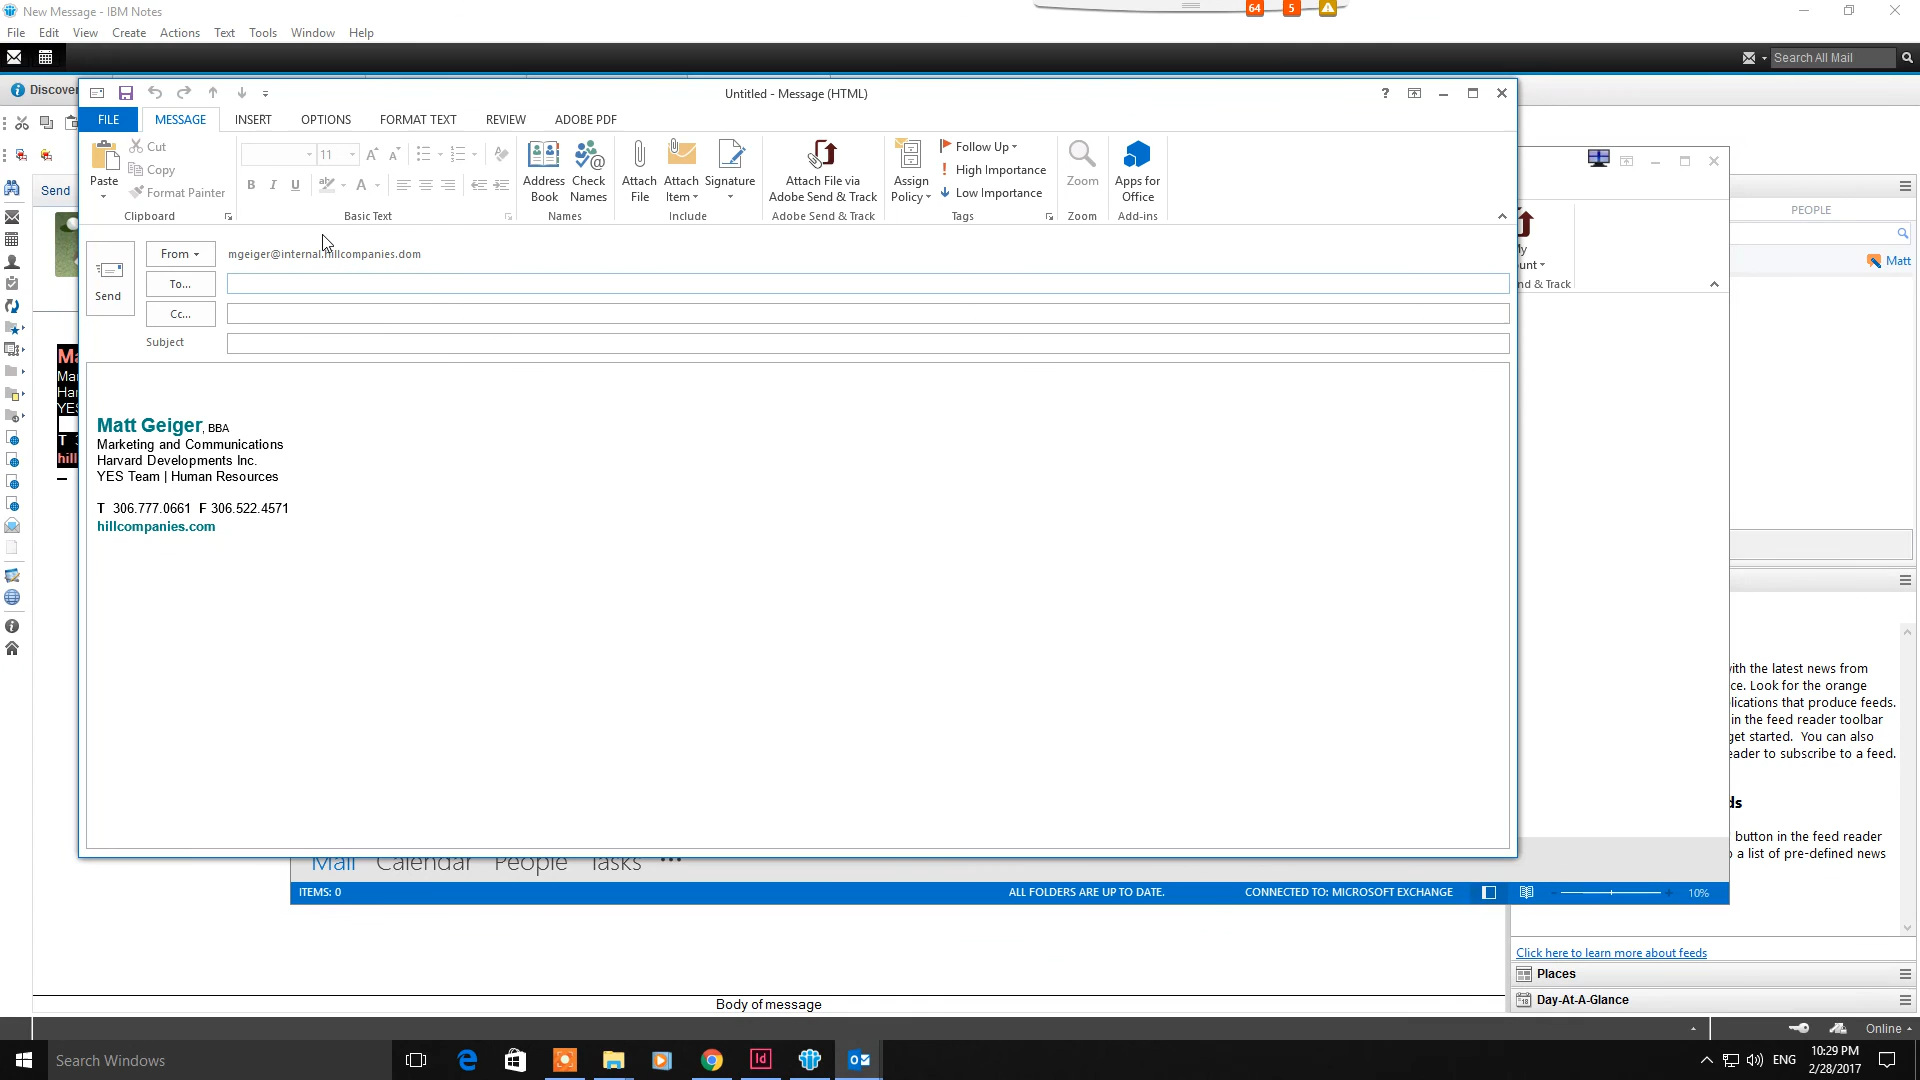 New Message - IBM Notes
64
5
File Edit View Create Actions Text Tools Window Help
Search All Mail
Discover
Untitled - Message (HTML)
FILE MESSAGE INSERT OPTIONS FORMAT TEXT REVIEW ADOBE PDF
Cut
Copy
Format Painter
Paste
Clipboard
11
B I U
A
Basic Text
Address Book
Check Names
Names
Attach File
Attach Item
Signature
Include
Attach File via Adobe Send & Track
Adobe Send & Track
Assign Policy
Follow Up
High Importance
Low Importance
Tags
Zoom
Zoom
Apps for Office
Add-ins
Send
Send
From
mgeiger@internal.hillcompanies.dom
To...
Cc...
Subject
PEOPLE
Matt
nd & Track
Matt Geiger, BBA
Marketing and Communications
Harvard Developments Inc.
YES Team | Human Resources
T 306.777.0661 F 306.522.4571
hillcompanies.com
Ma
Mar
Har
YES
T 3
hill
with the latest news from
ce. Look for the orange
lications that produce feeds.
in the feed reader toolbar
get started. You can also
eader to subscribe to a feed.
ds
button in the feed reader
a list of pre-defined news
Mail Calendar People Tasks ...
ITEMS: 0
ALL FOLDERS ARE UP TO DATE.
CONNECTED TO: MICROSOFT EXCHANGE
10%
Click here to learn more about feeds
Places
Day-At-A-Glance
Body of message
Online
Search Windows
ENG
10:29 PM
2/28/2017